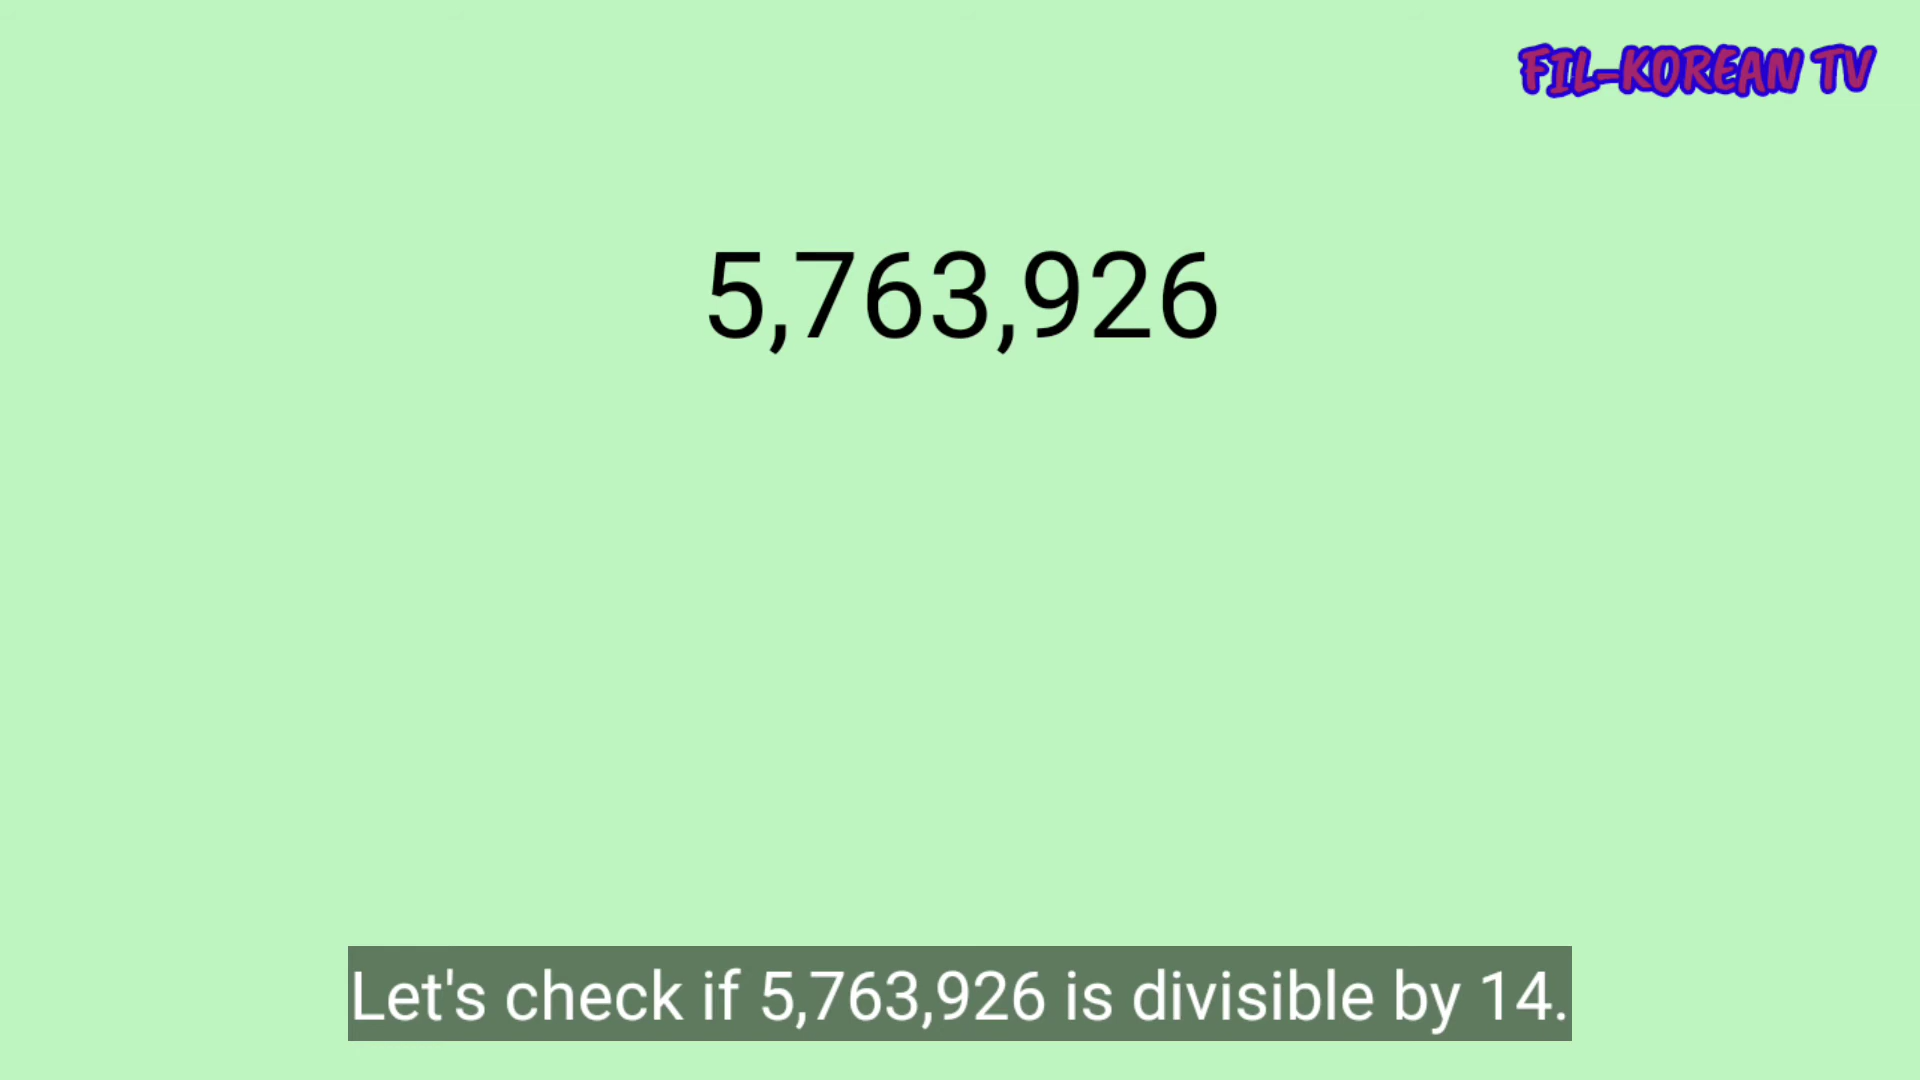 FIL-KOREAN TV
5,763,926
Let's check if 5,763,926 is divisible by 14.